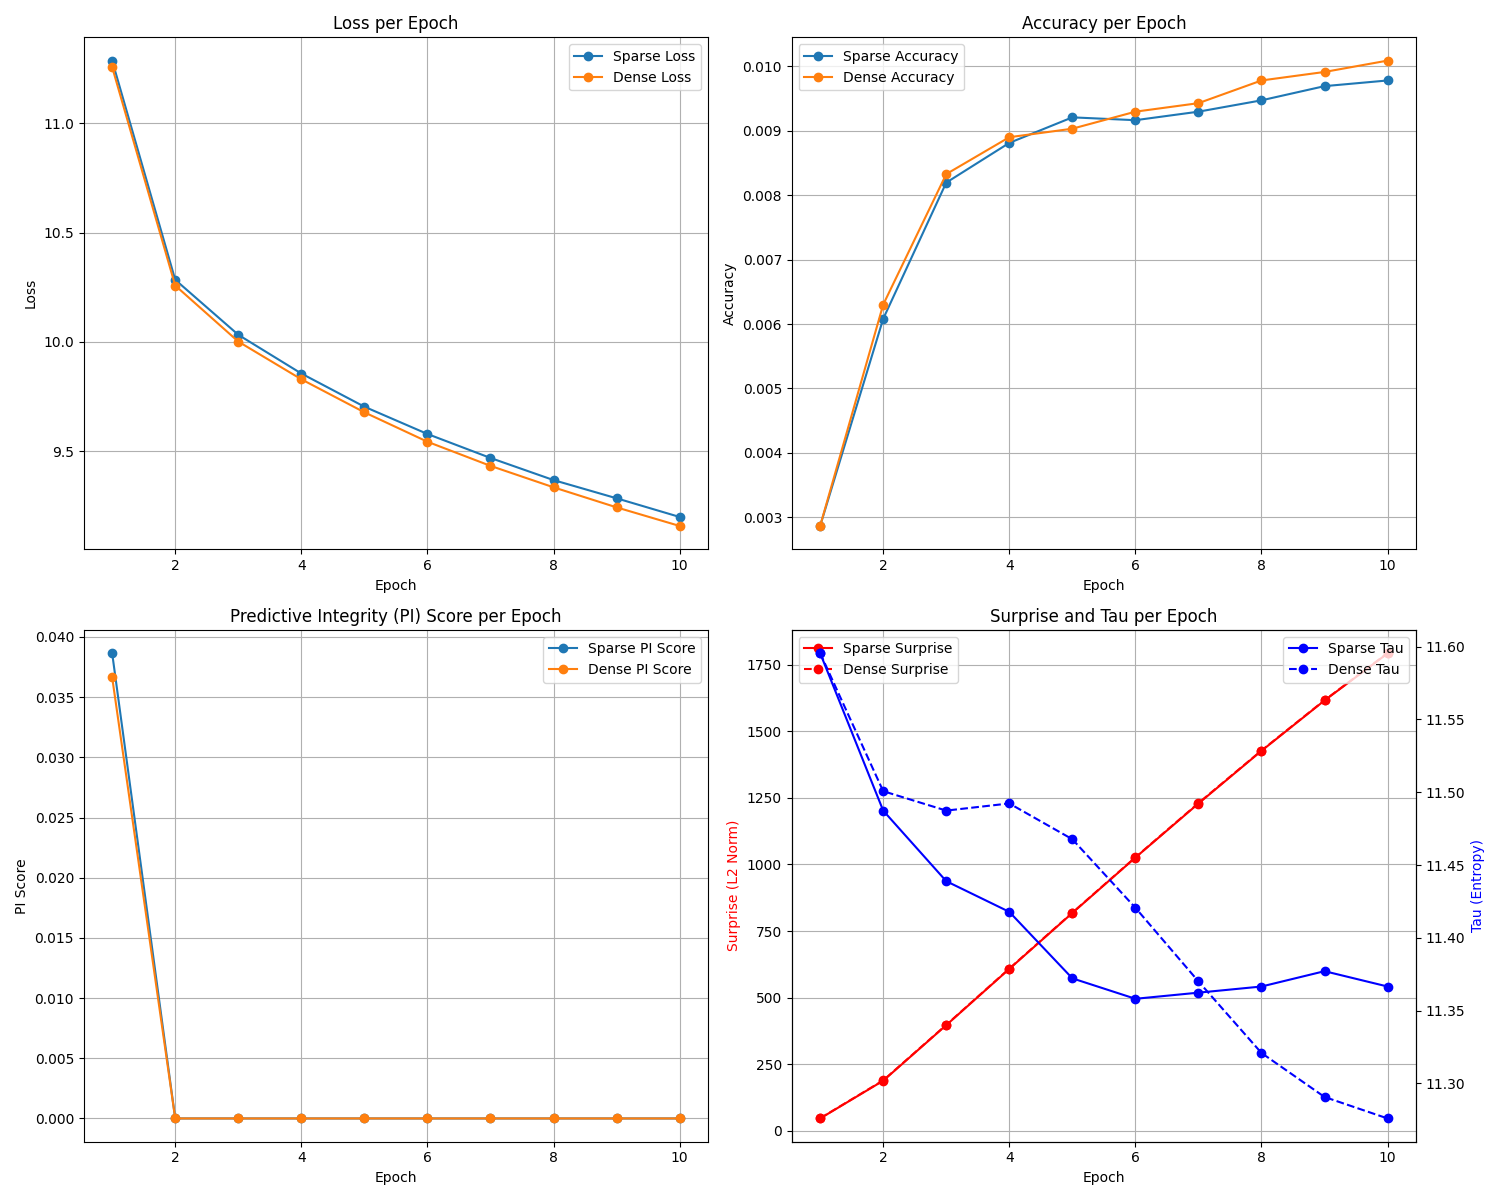 Loss per Epoch
Sparse Loss
Dense Loss
11.0
10.5
10.0
9.5
Loss
2 4 6 8 10
Epoch
Accuracy per Epoch
Sparse Accuracy
Dense Accuracy
0.010
0.009
0.008
0.007
0.006
0.005
0.004
0.003
Accuracy
2 4 6 8 10
Epoch
Predictive Integrity (PI) Score per Epoch
Sparse PI Score
Dense PI Score
0.040
0.035
0.030
0.025
0.020
0.015
0.010
0.005
0.000
PI Score
2 4 6 8 10
Epoch
Surprise and Tau per Epoch
Sparse Surprise
Dense Surprise
Sparse Tau
Dense Tau
1750
1500
1250
1000
750
500
250
0
Surprise (L2 Norm)
11.60
11.55
11.50
11.45
11.40
11.35
11.30
Tau (Entropy)
2 4 6 8 10
Epoch